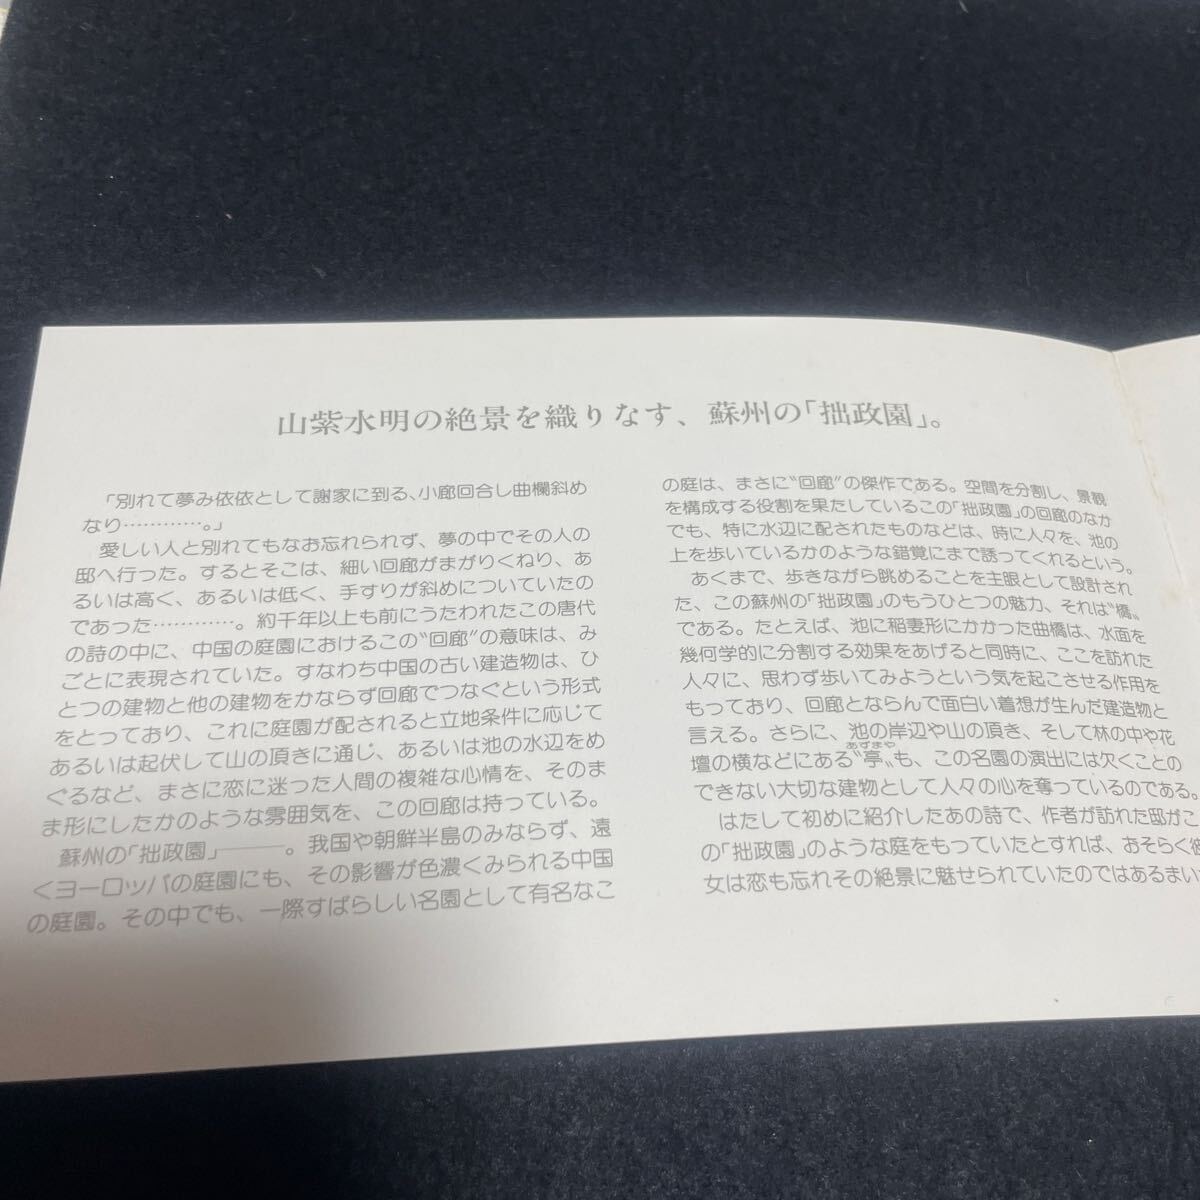 山紫水明の絶景を織りなす、蘇州の「拙政園」。
「別れて夢み依依として謝家に到る、小廊回合し曲欄斜め
なり…………。」
愛しい人と別れてもなお忘れられず、夢の中でその人の
邸へ行った。するとそこは、細い回廊がまがりくねり、あ
るいは高く、あるいは低く、手すりが斜めについていたの
であった…………。約千年以上も前にうたわれたこの唐代
の詩の中に、中国の庭園におけるこの“回廊”の意味は、み
ごとに表現されていた。すなわち中国の古い建造物は、ひ
とつの建物と他の建物をかならず回廊でつなぐという形式
をとっており、これに庭園が配されると立地条件に応じて
あるいは起伏して山の頂きに通じ、あるいは池の水辺をめ
ぐるなど、まさに恋に迷った人間の複雑な心情を、そのま
ま形にしたかのような雰囲気を、この回廊は持っている。
蘇州の「拙政園」———。我国や朝鮮半島のみならず、遠
くヨーロッパの庭園にも、その影響が色濃くみられる中国
の庭園。その中でも、一際すばらしい名園として有名なこ
の庭は、まさに“回廊”の傑作である。空間を分割し、景観
を構成する役割を果たしているこの「拙政園」の回廊のなか
でも、特に水辺に配されたものなどは、時に人々を、池の
上を歩いているかのような錯覚にまで誘ってくれるという。
あくまで、歩きながら眺めることを主眼として設計され
た、この蘇州の「拙政園」のもうひとつの魅力、それは“橋”
である。たとえば、池に稲妻形にかかった曲橋は、水面を
幾何学的に分割する効果をあげると同時に、ここを訪れた
人々に、思わず歩いてみようという気を起こさせる作用を
もっており、回廊とならんで面白い着想が生んだ建造物と
言える。さらに、池の岸辺や山の頂き、そして林の中や花
あずまや
壇の横などにある“亭”も、この名園の演出には欠くことの
できない大切な建物として人々の心を奪っているのである。
はたして初めに紹介したあの詩で、作者が訪れた邸がこ
の「拙政園」のような庭をもっていたとすれば、おそらく彼
女は恋も忘れその絶景に魅せられていたのではあるまい